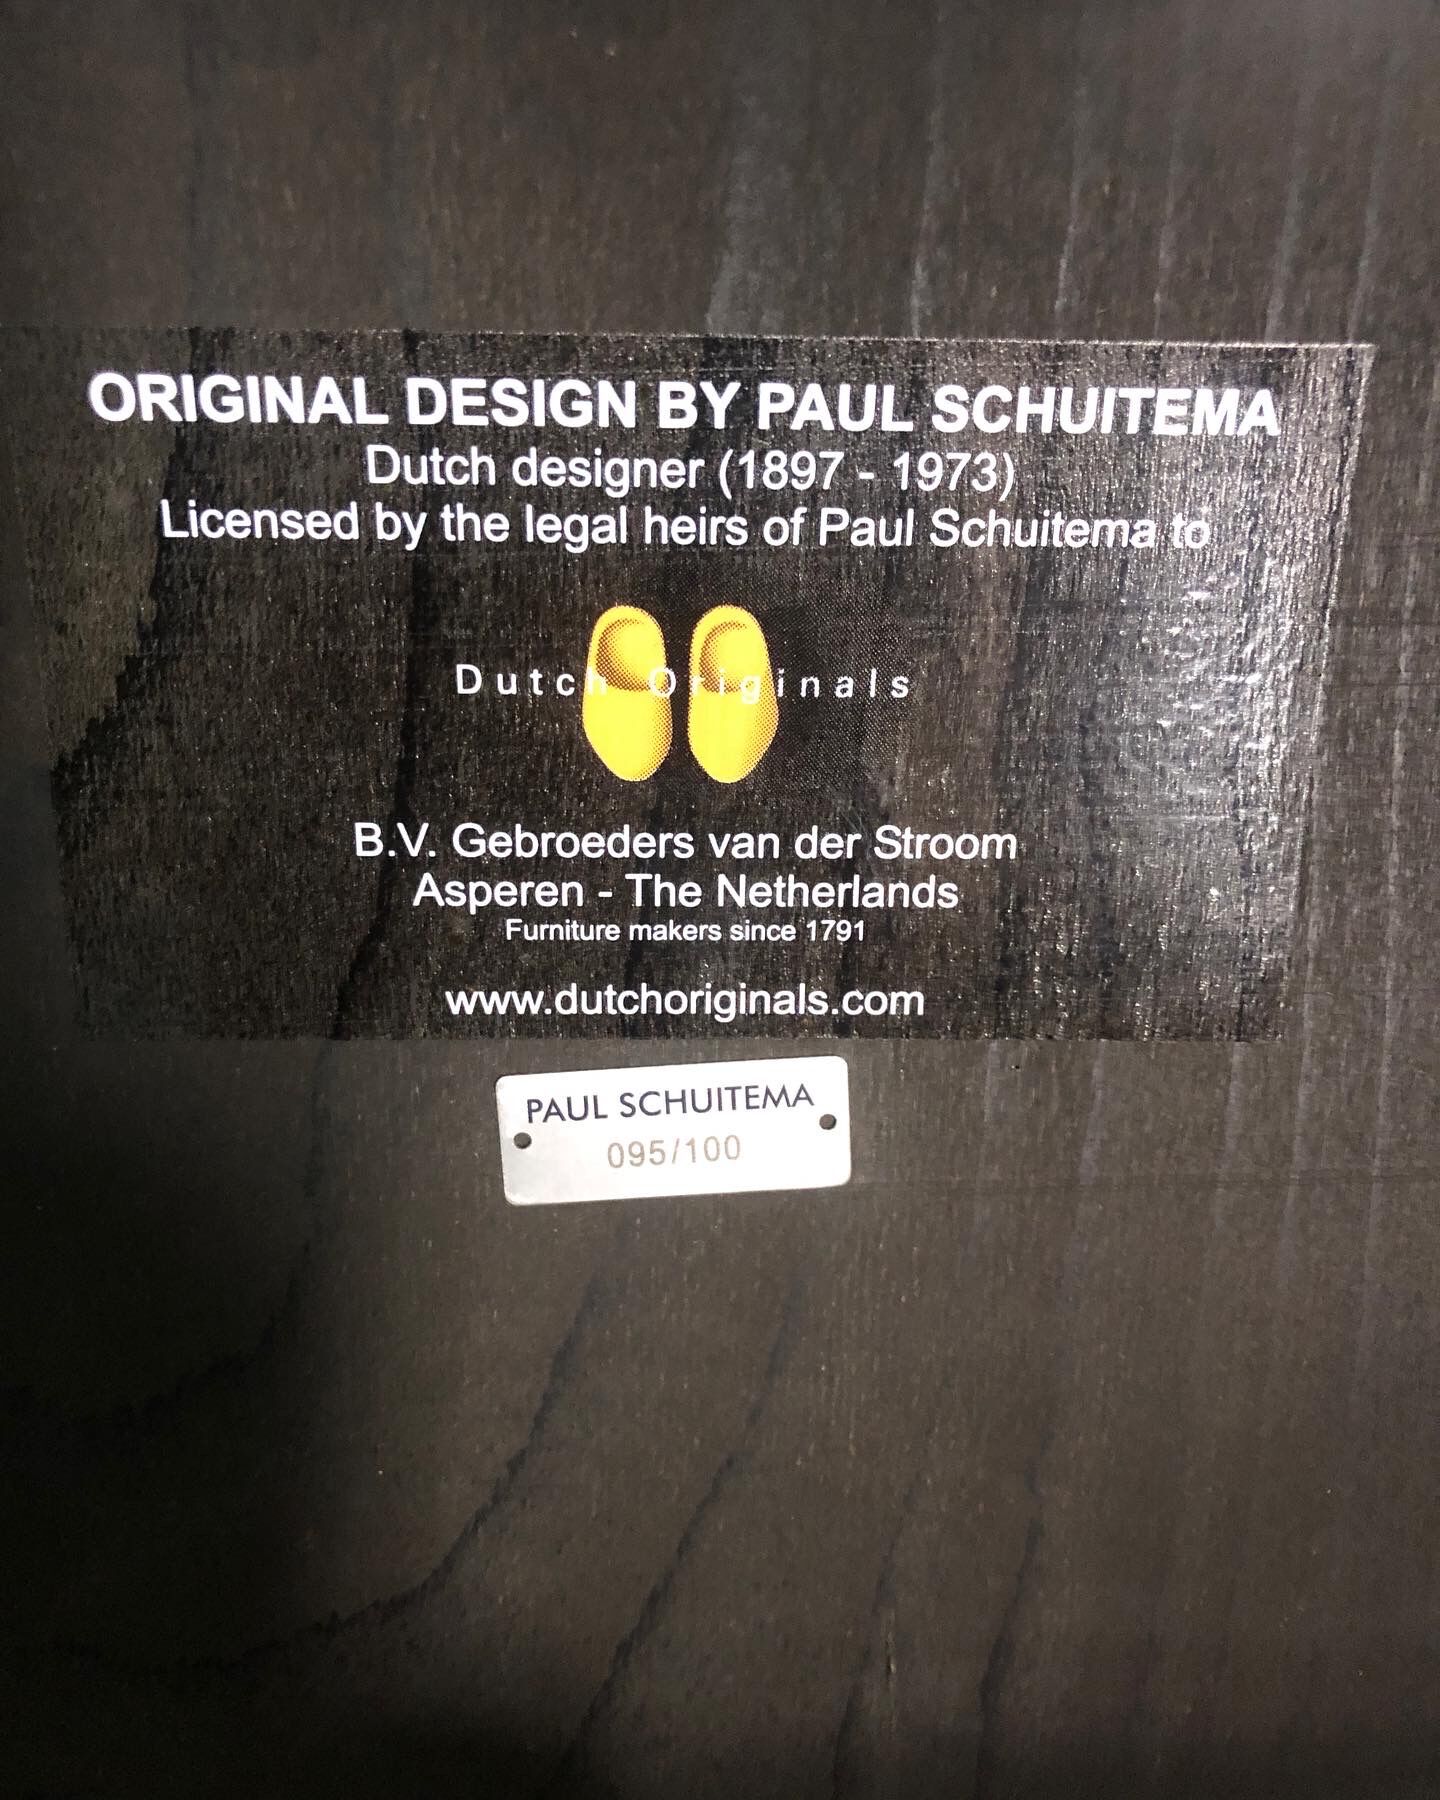 ORIGINAL DESIGN BY PAUL SCHUITEMA
Dutch designer (1897 - 1973)
Licensed by the legal heirs of Paul Schuitema to
Dutch Originals
B.V. Gebroeders van der Stroom
Asperen - The Netherlands
Furniture makers since 1791
www.dutchoriginals.com
PAUL SCHUITEMA
095/100